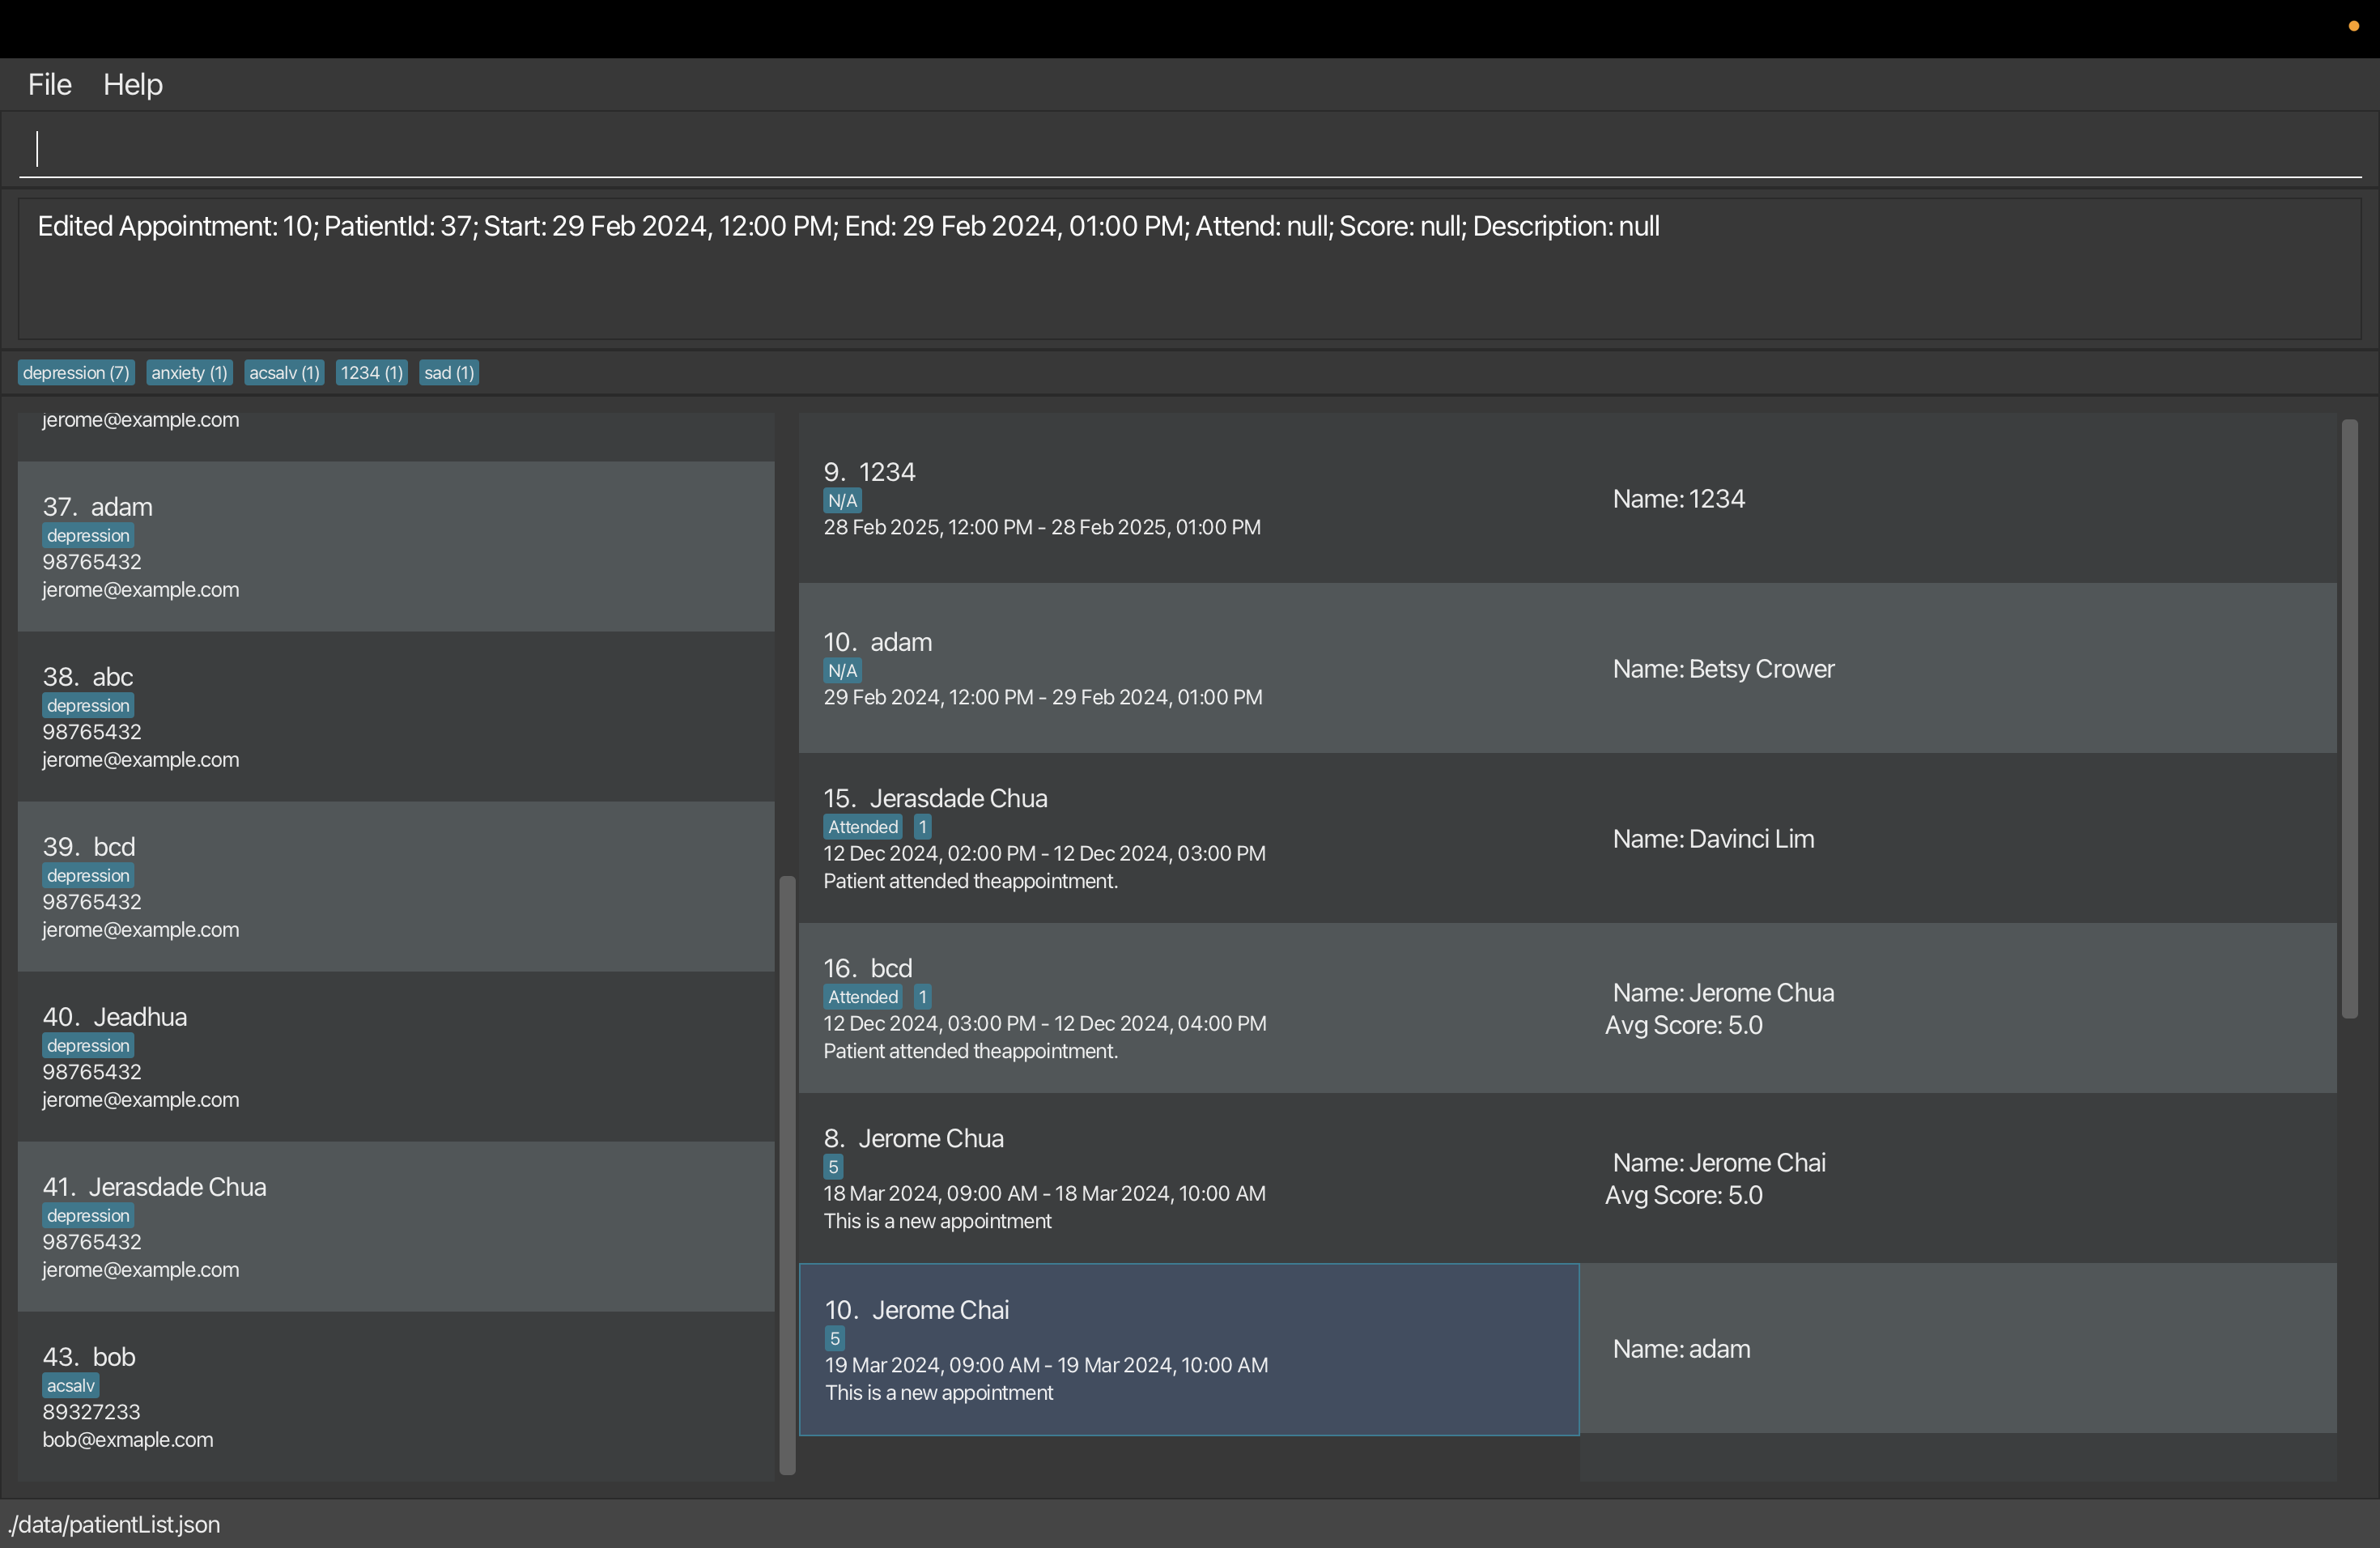 File Help
Edited Appointment: 10; PatientId: 37; Start: 29 Feb 2024, 12:00 PM; End: 29 Feb 2024, 01:00 PM; Attend: null; Score: null; Description: null
depression (7) anxiety (1) acsalv (1) 1234 (1) sad (1)
jerome@example.com
37. adam
depression
98765432
jerome@example.com
38. abc
depression
98765432
jerome@example.com
39. bcd
depression
98765432
jerome@example.com
40. Jeadhua
depression
98765432
jerome@example.com
41. Jerasdade Chua
depression
98765432
jerome@example.com
43. bob
acsalv
89327233
bob@exmaple.com
9. 1234
N/A
28 Feb 2025, 12:00 PM - 28 Feb 2025, 01:00 PM
10. adam
N/A
29 Feb 2024, 12:00 PM - 29 Feb 2024, 01:00 PM
15. Jerasdade Chua
Attended 1
12 Dec 2024, 02:00 PM - 12 Dec 2024, 03:00 PM
Patient attended theappointment.
16. bcd
Attended 1
12 Dec 2024, 03:00 PM - 12 Dec 2024, 04:00 PM
Patient attended theappointment.
8. Jerome Chua
5
18 Mar 2024, 09:00 AM - 18 Mar 2024, 10:00 AM
This is a new appointment
10. Jerome Chai
5
19 Mar 2024, 09:00 AM - 19 Mar 2024, 10:00 AM
This is a new appointment
Name: 1234
Name: Betsy Crower
Name: Davinci Lim
Name: Jerome Chua
Avg Score: 5.0
Name: Jerome Chai
Avg Score: 5.0
Name: adam
./data/patientList.json